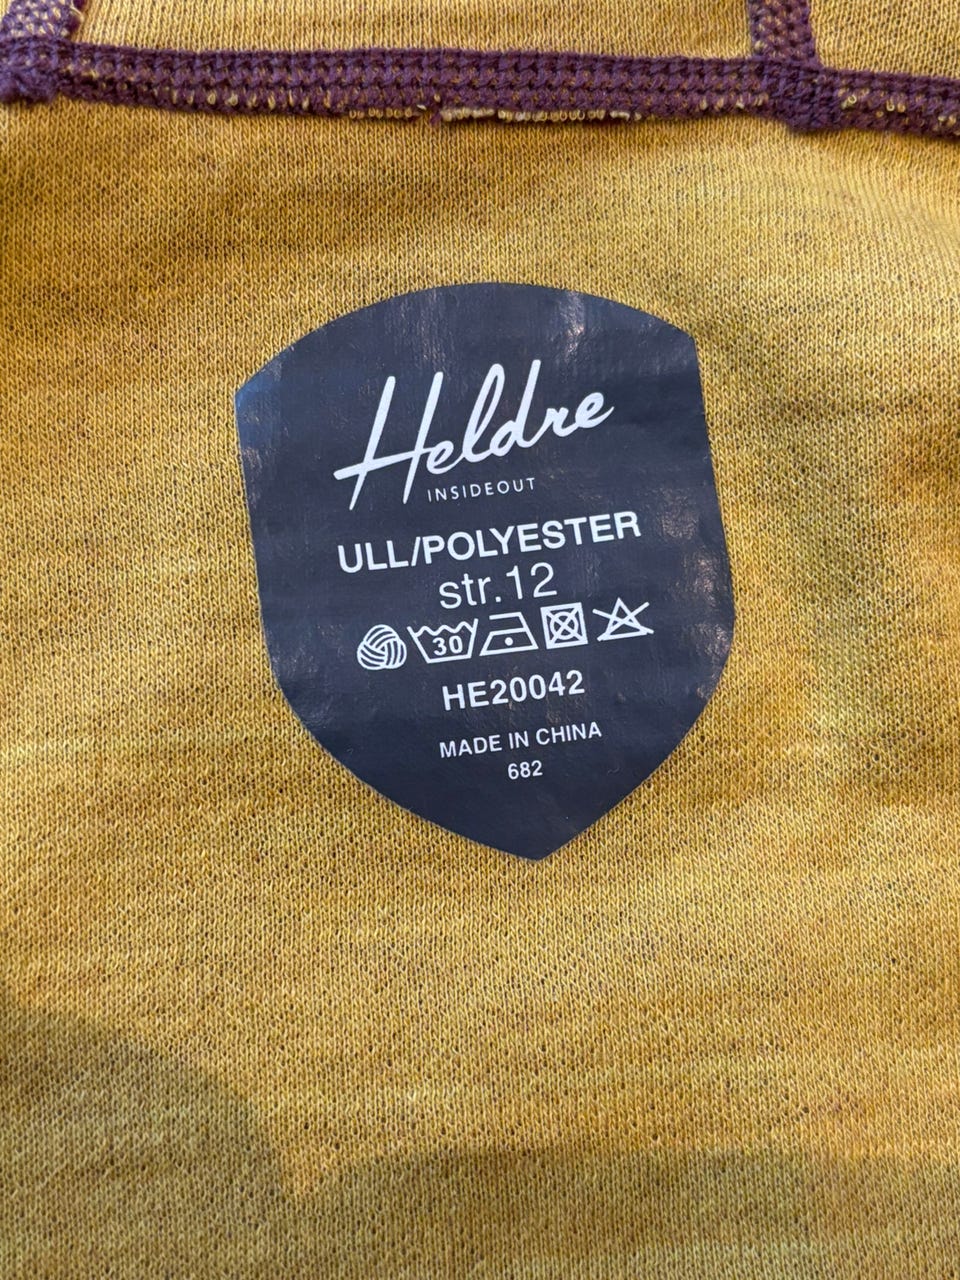 Heldre
INSIDEOUT
ULL/POLYESTER
str.12
30
HE20042
MADE IN CHINA
682